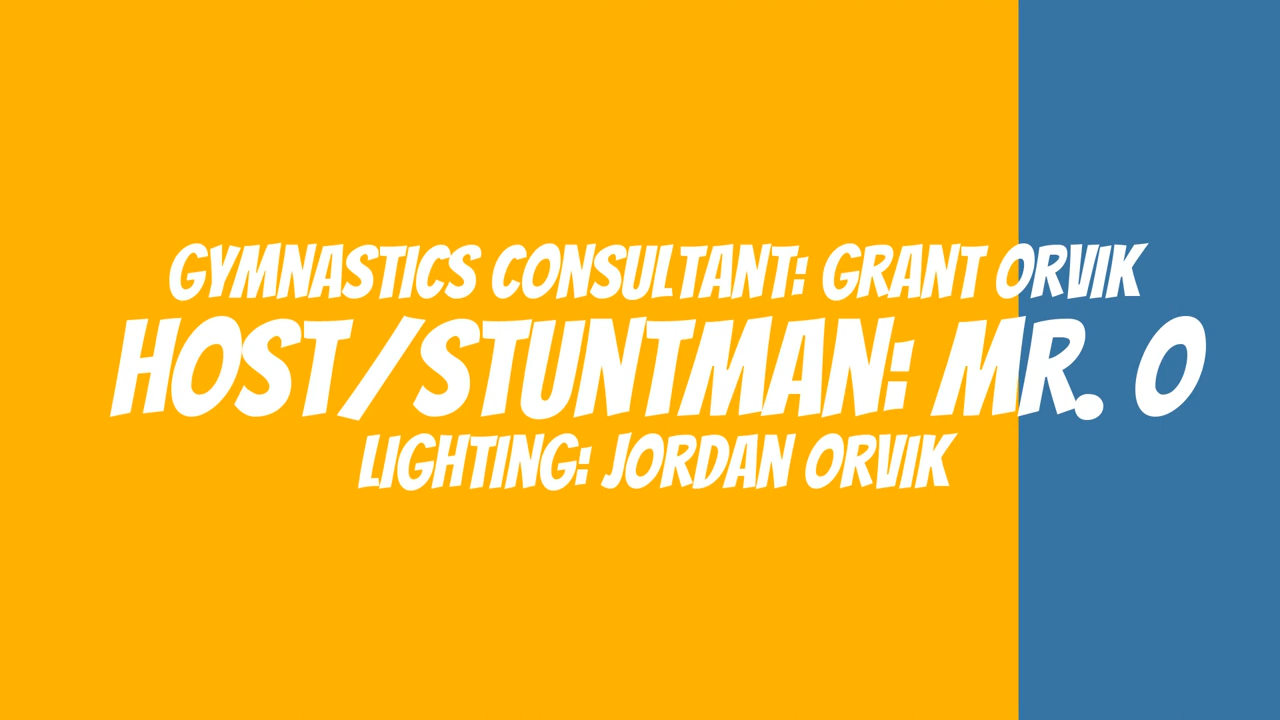 GYMNASTICS CONSULTANT: GRANT ORVIK
HOST/STUNTMAN: MR. O
LIGHTING: JORDAN ORVIK